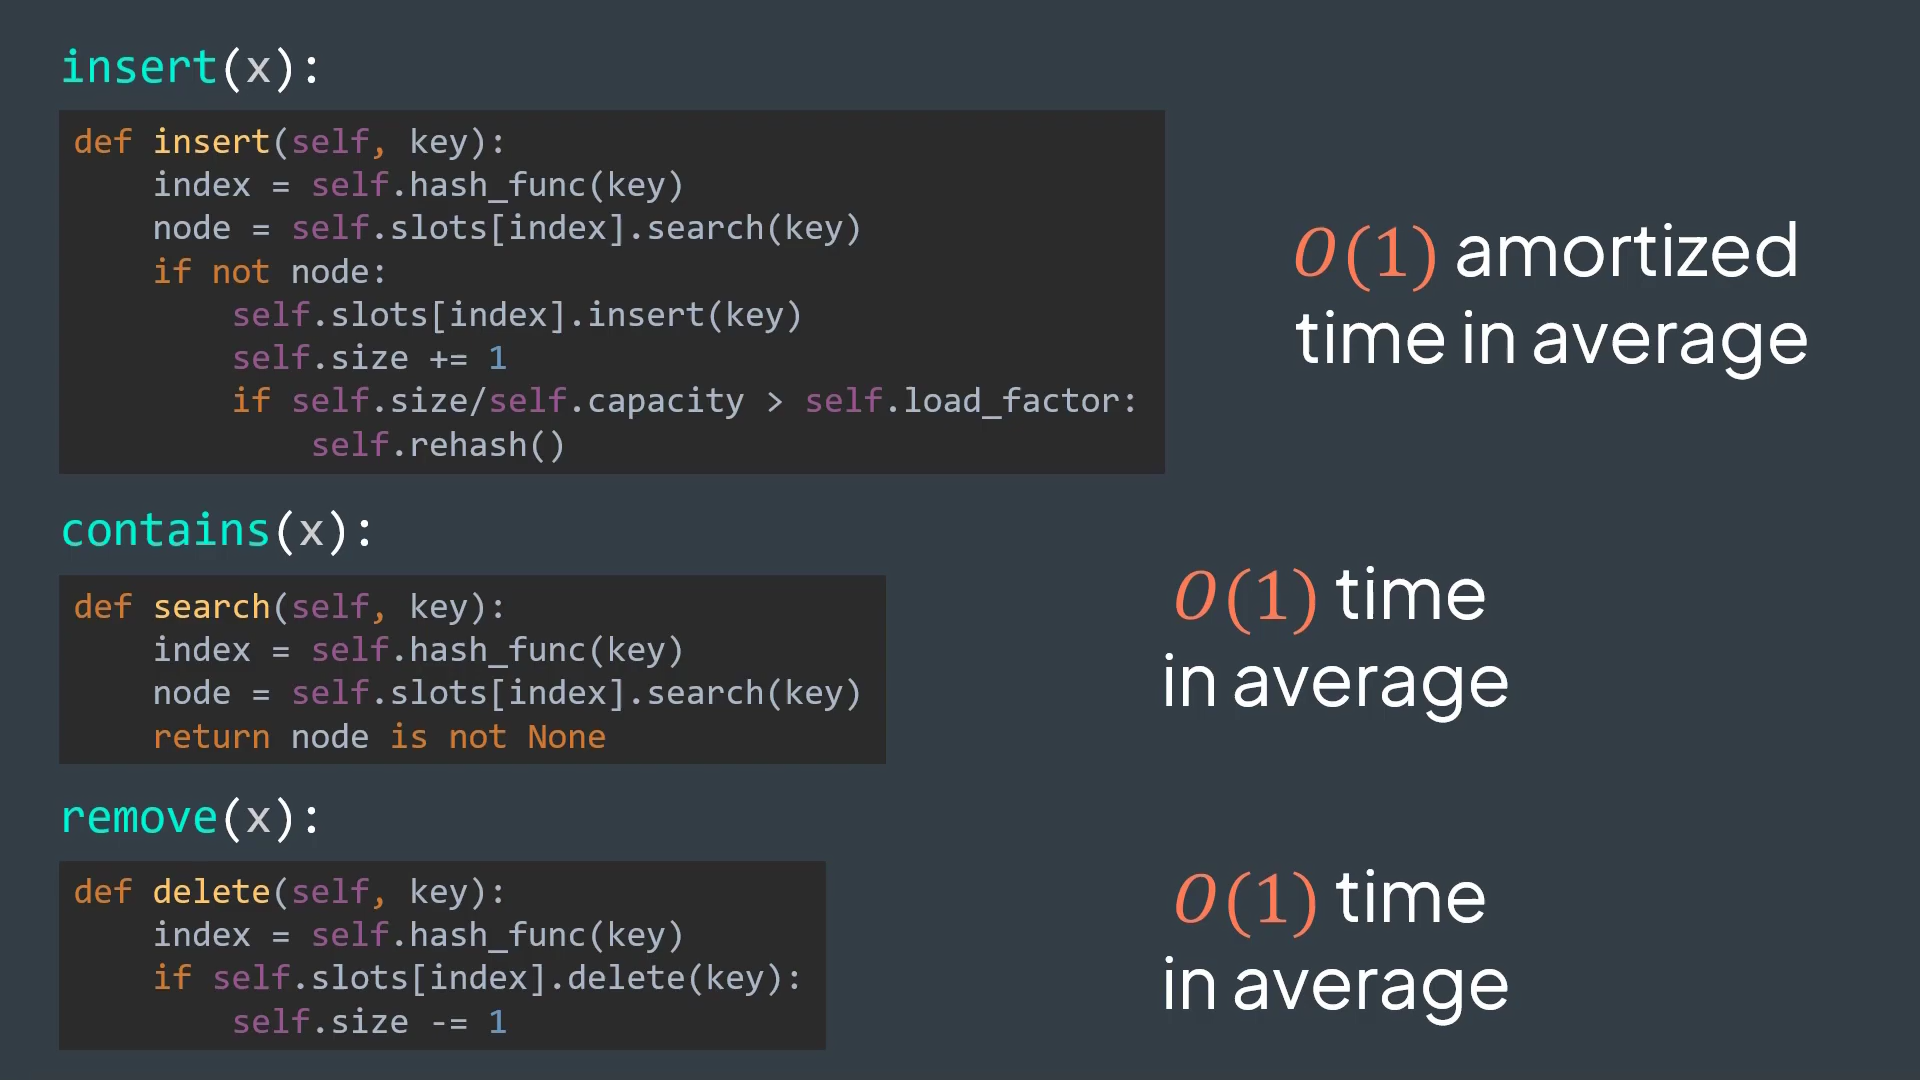 insert(x):
def insert(self, key):
    index = self.hash_func(key)
    node = self.slots[index].search(key)
    if not node:
        self.slots[index].insert(key)
        self.size += 1
        if self.size/self.capacity > self.load_factor:
            self.rehash()
O(1) amortized
time in average
contains(x):
def search(self, key):
    index = self.hash_func(key)
    node = self.slots[index].search(key)
    return node is not None
O(1) time
in average
remove(x):
def delete(self, key):
    index = self.hash_func(key)
    if self.slots[index].delete(key):
        self.size -= 1
O(1) time
in average